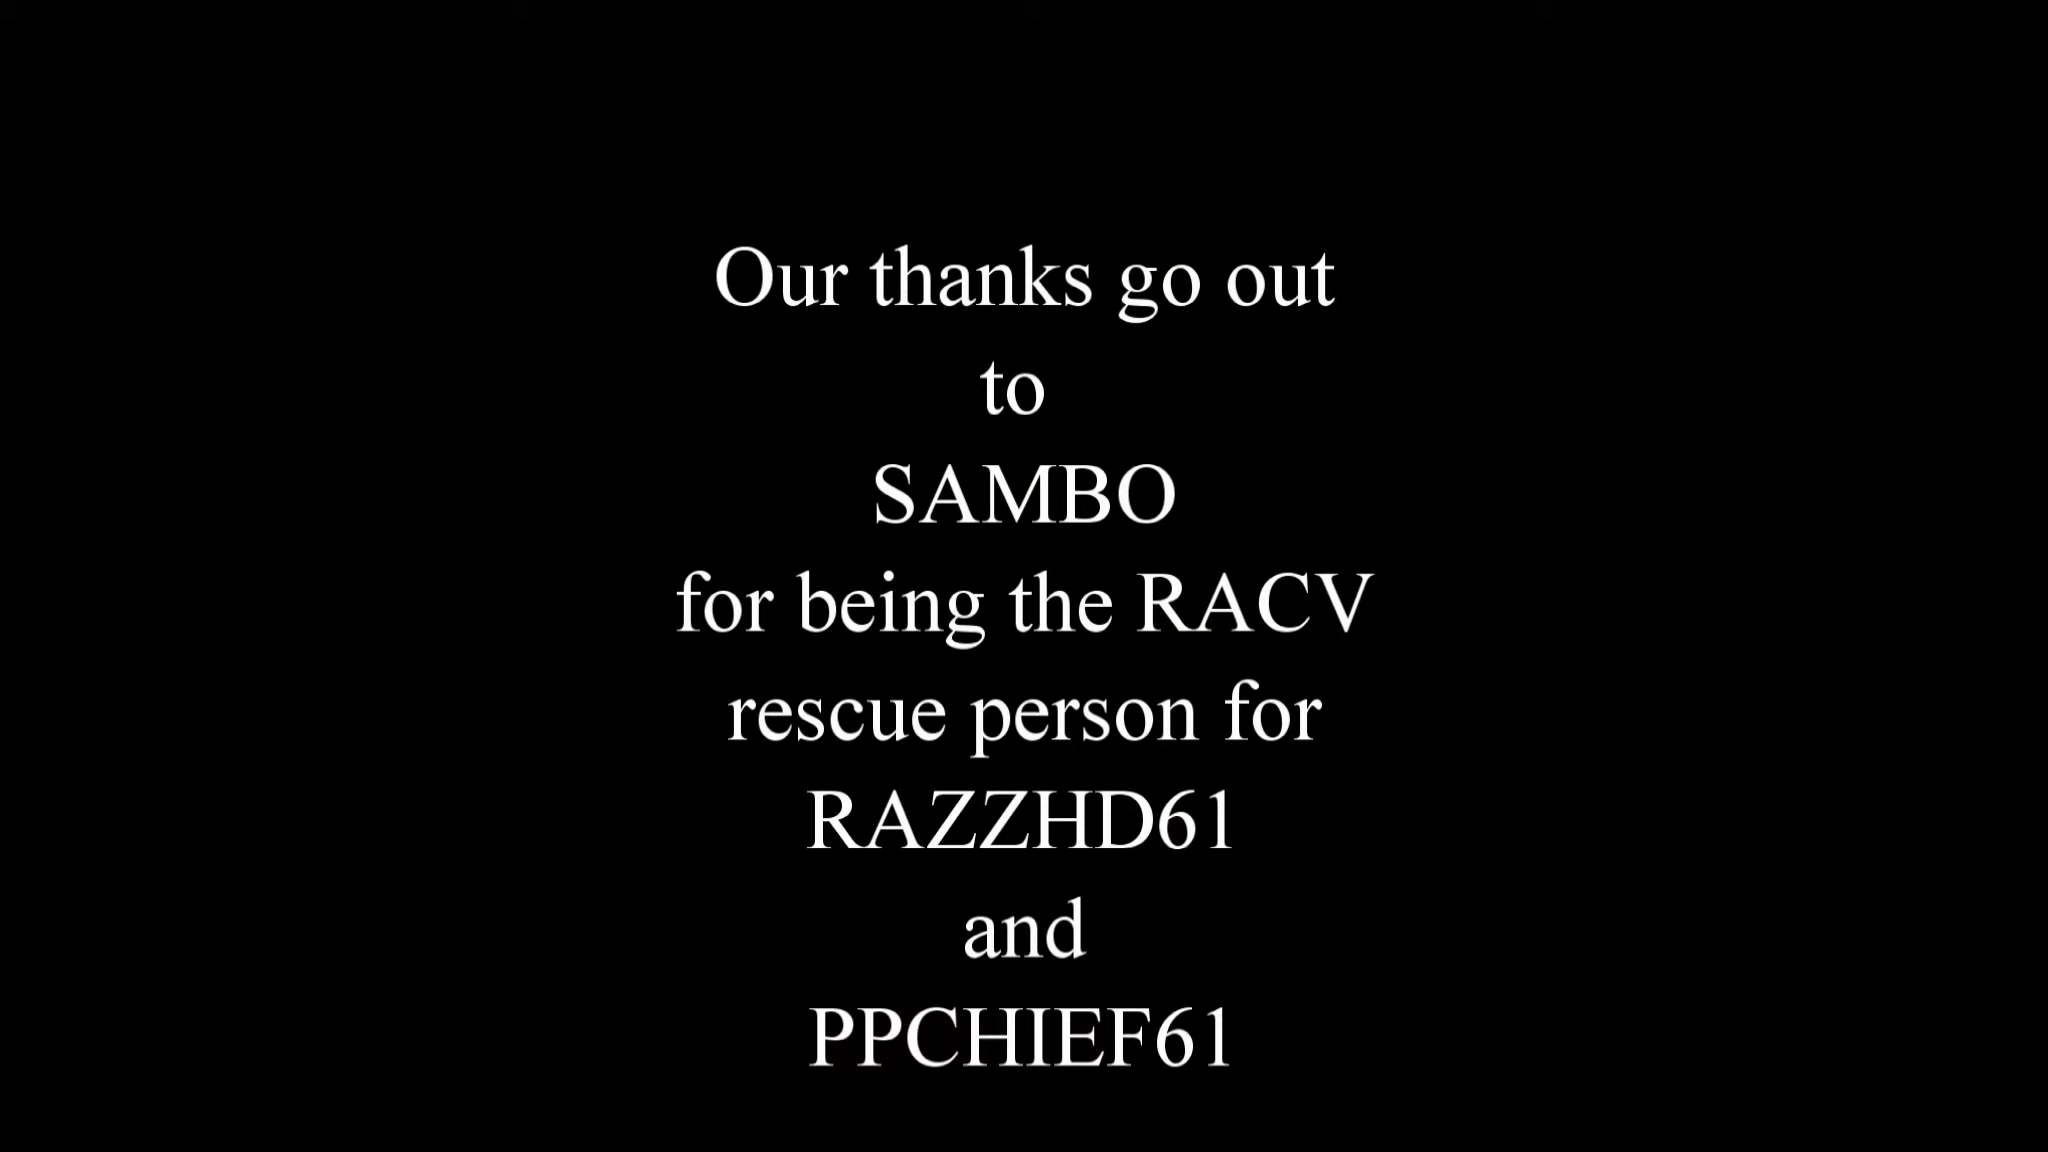 Our thanks go out
to
SAMBO
for being the RACV
rescue person for
RAZZHD61
and
PPCHIEF61